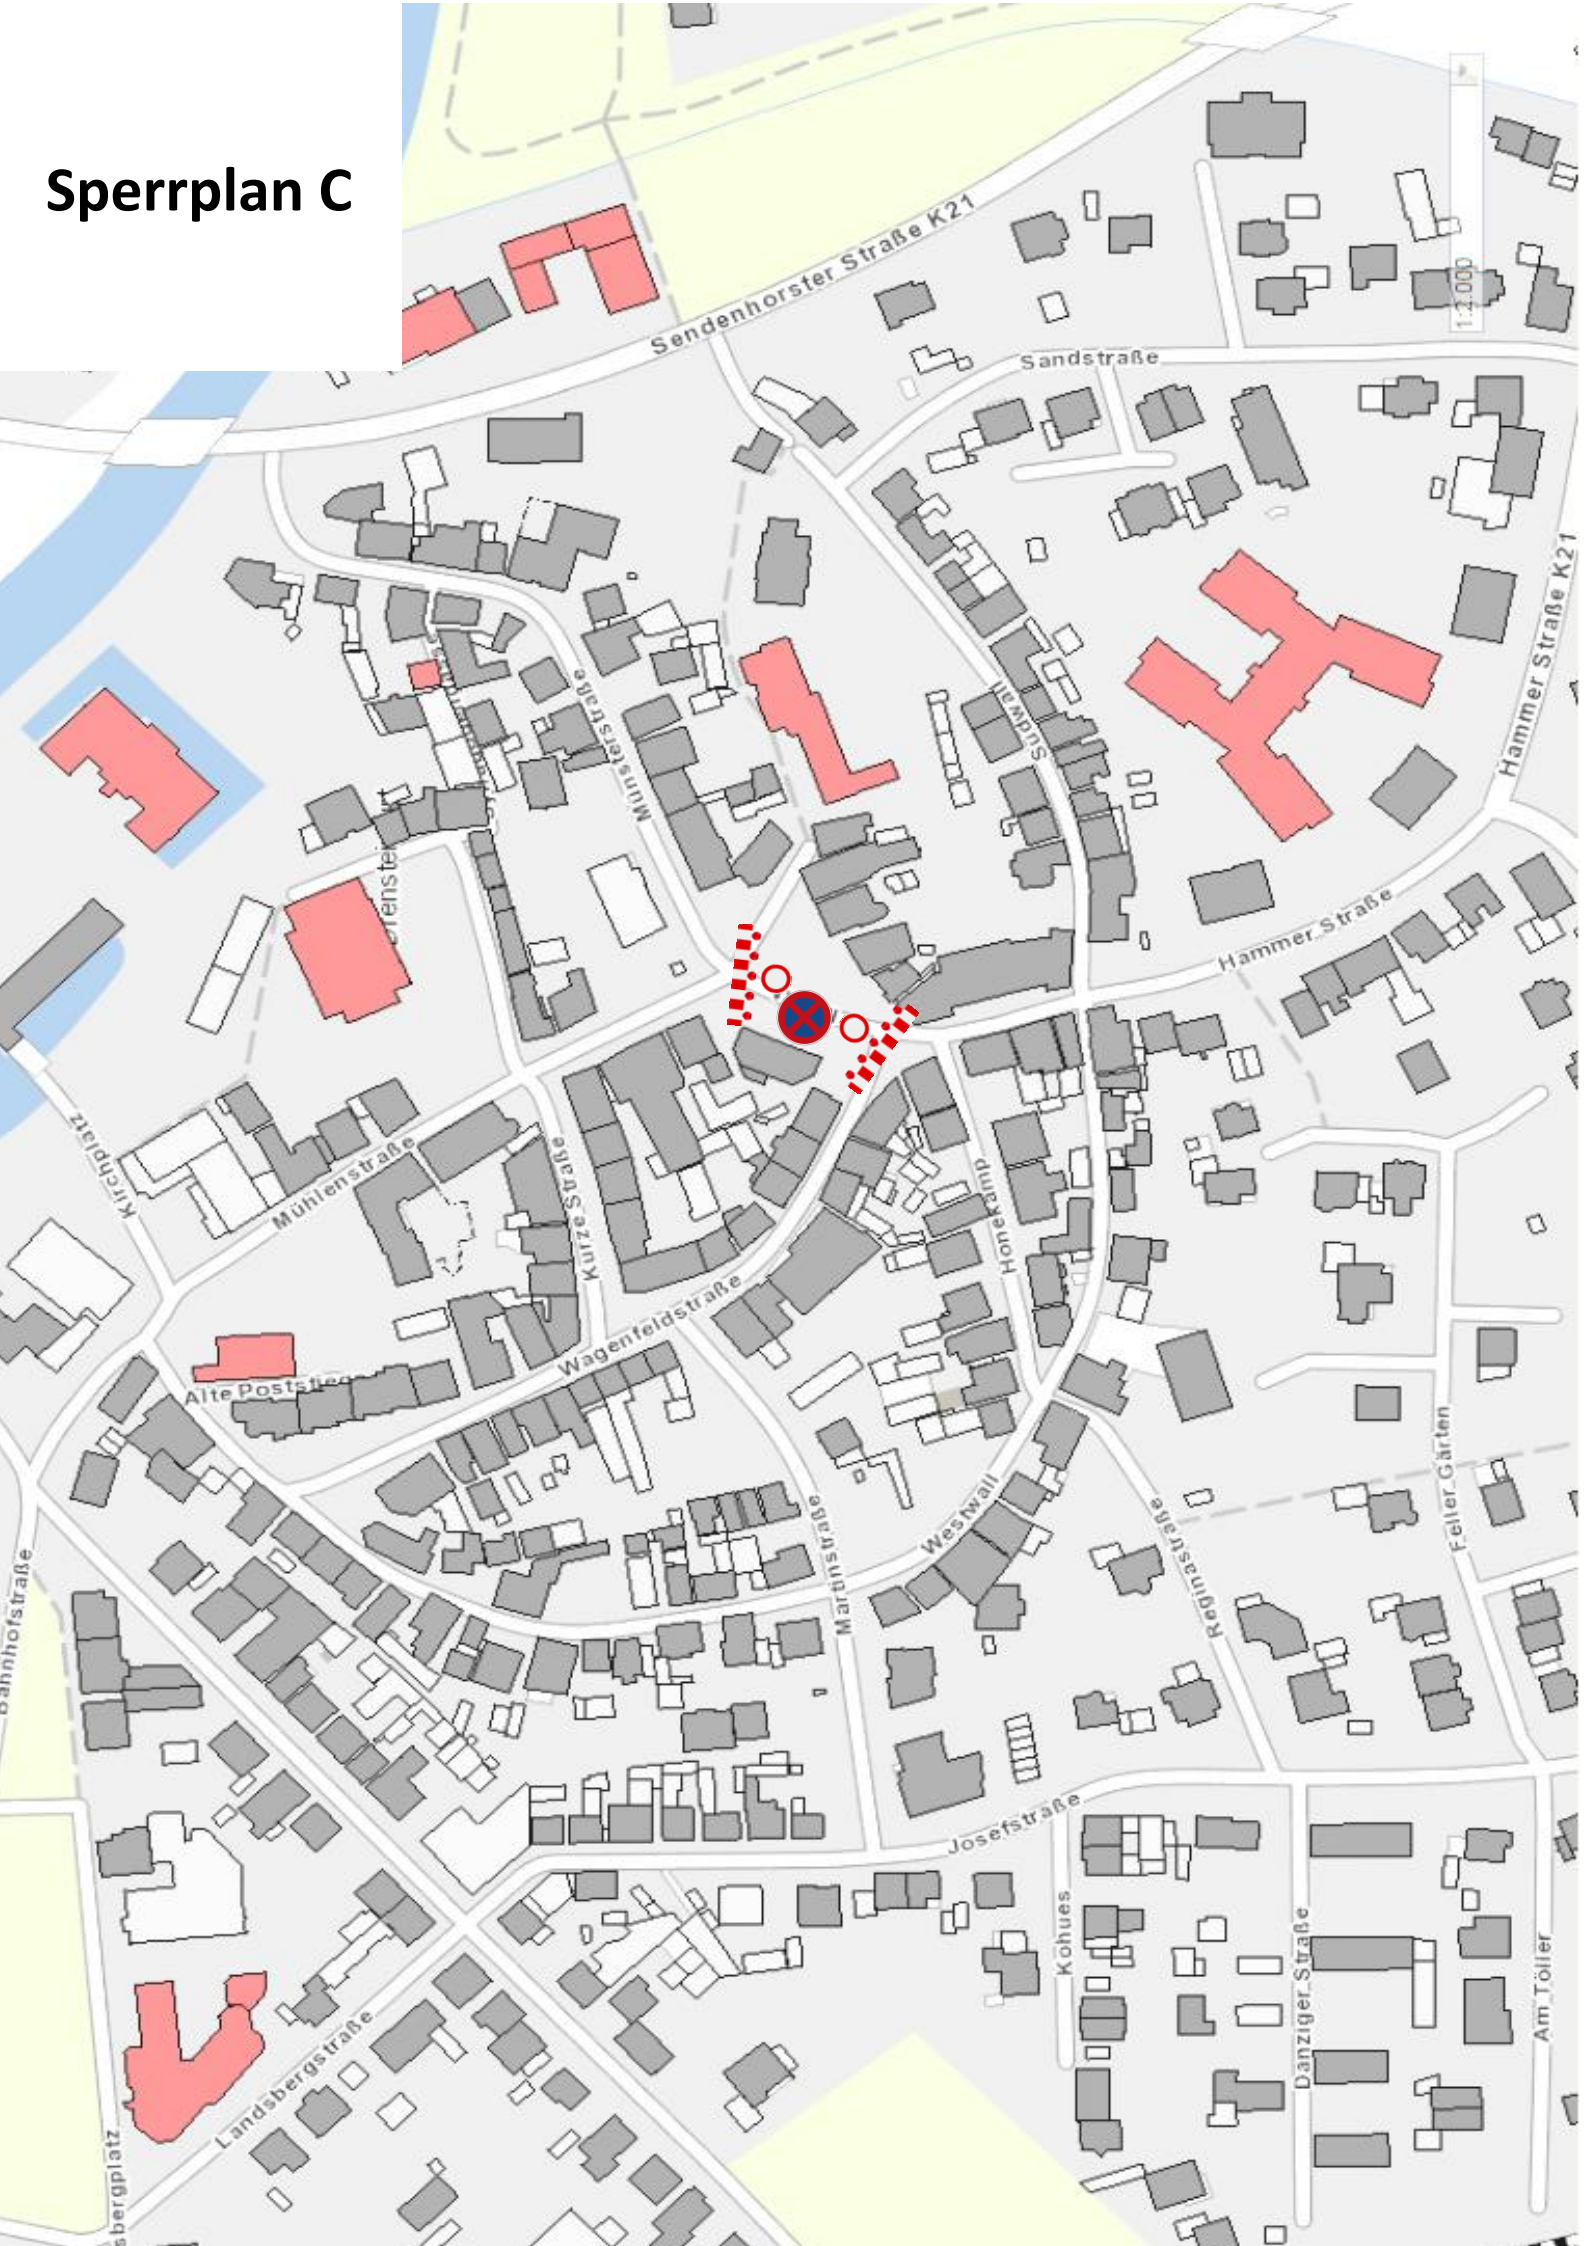 Sperrplan C
1:2.000
Sendenhorster Straße K21
Sandstraße
Hammer Straße K21
Münsterstraße
Südwall
Hammer Straße
Kirchplatz
Mühlenstraße
Kurze Straße
Honekamp
Wagenfeldstraße
Alte Poststiege
Feller Gärten
Westwall
Martinstraße
Reginastraße
Bahnhofstraße
Josefstraße
Kohues
Danziger Straße
Am Töller
Landsbergstraße
sbergplatz